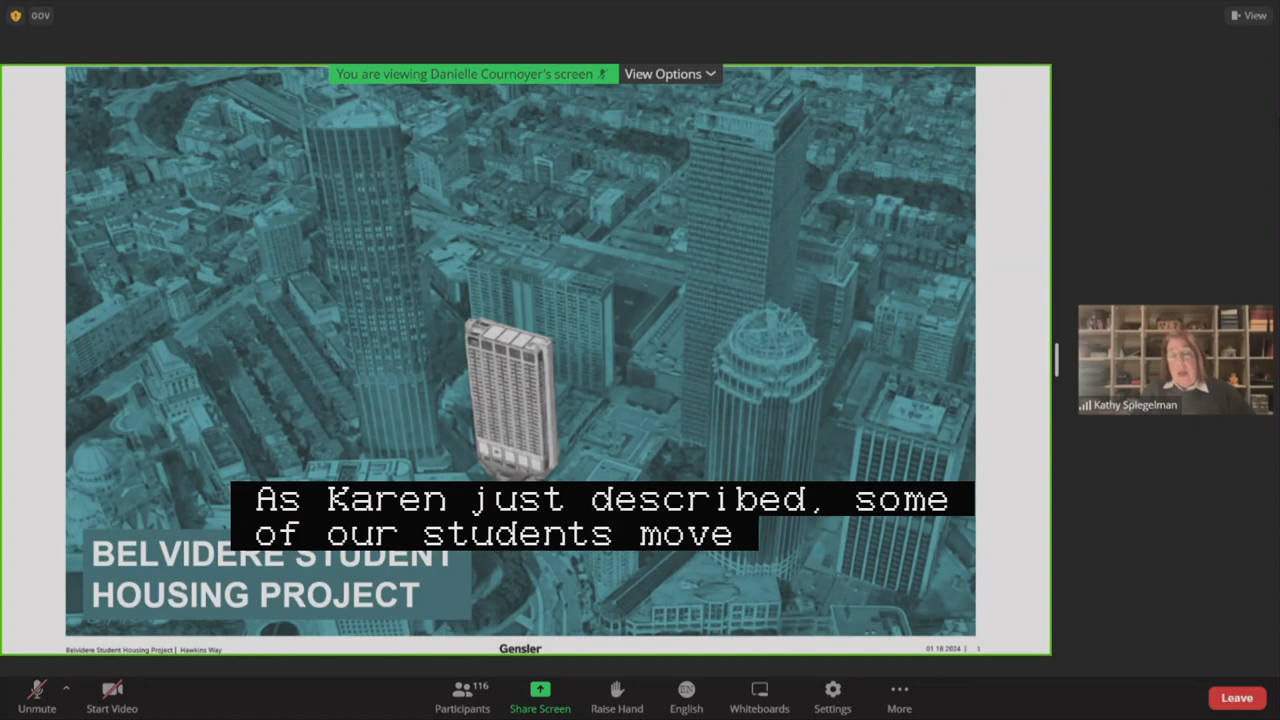 GOV
View
You are viewing Danielle Cournoyer's screen
View Options
As Karen just described, some
of our students move
BELVIDERE STUDENT
HOUSING PROJECT
Kathy Spiegelman
Belvidere Student Housing Project | Hawkins Way
Gensler
01 18 2024 | 1
Unmute
Start Video
116
Participants
Share Screen
Raise Hand
EN
English
Whiteboards
Settings
More
Leave